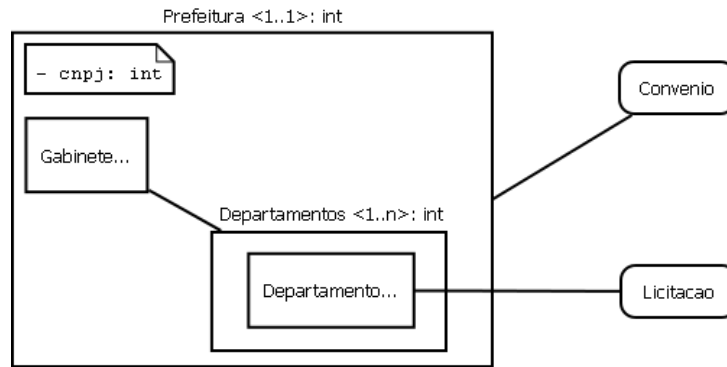 Prefeitura <1..1>: int
- cnpj: int
Convenio
Gabinete...
Departamentos <1..n>: int
Departamento...
Licitacao